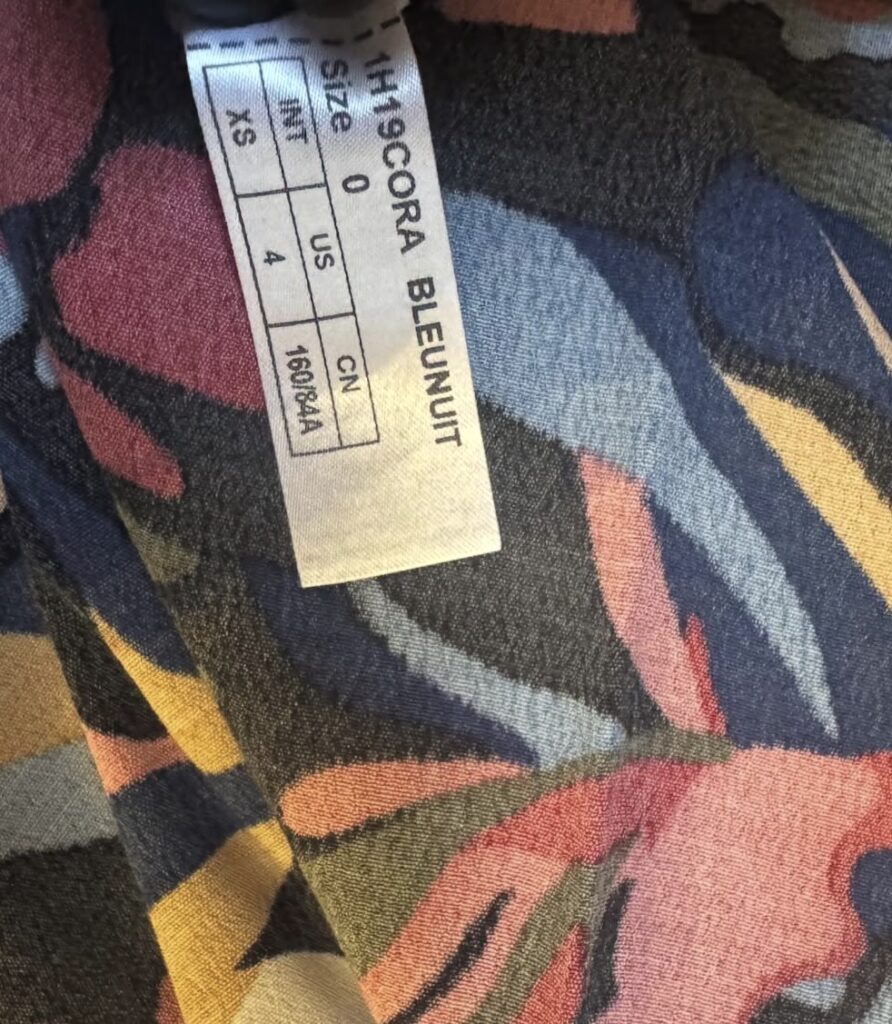 1H19CORA BLEUNUIT
Size 0
INT US CN
XS 4 160/84A